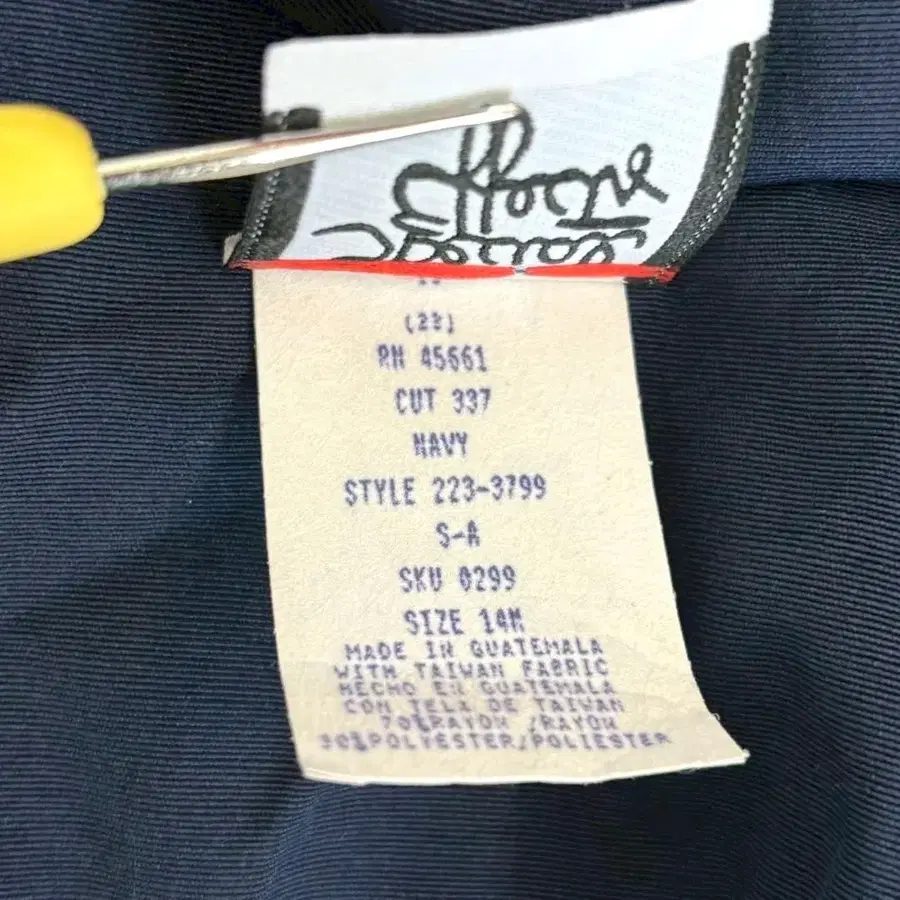 (23)
RN 45661
CUT 337
NAVY
STYLE 223-3799
S-A
SKU 0299
SIZE 14M
MADE IN GUATEMALA
WITH TAIWAN FABRIC
HECHO EN GUATEMALA
CON TELA DE TAIWAN
70%RAYON /RAYON
30%POLYESTER/POLIESTER